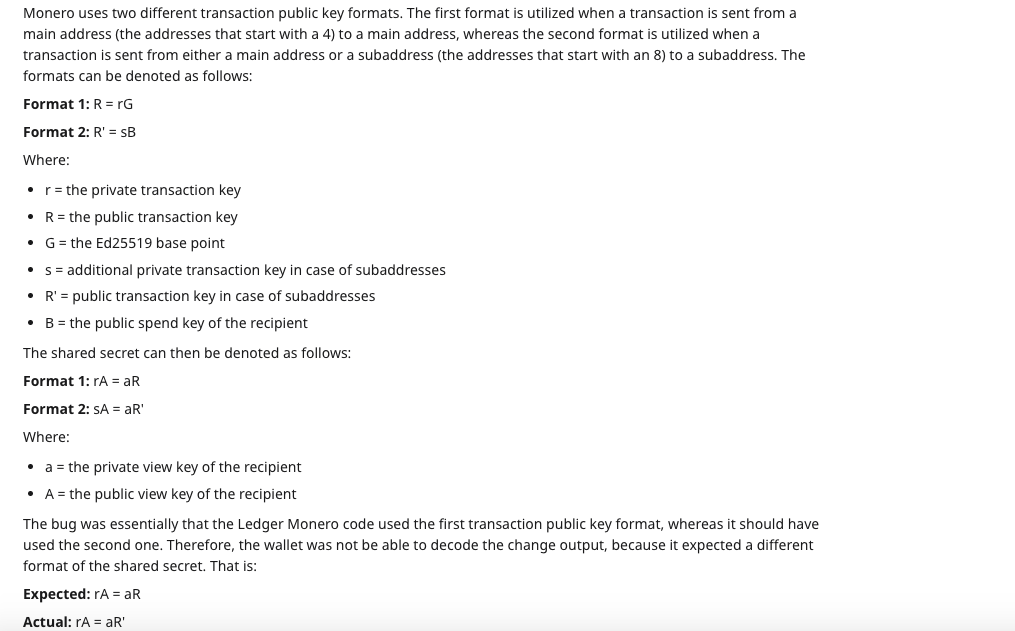 Monero uses two different transaction public key formats. The first format is utilized when a transaction is sent from a
main address (the addresses that start with a 4) to a main address, whereas the second format is utilized when a
transaction is sent from either a main address or a subaddress (the addresses that start with an 8) to a subaddress. The
formats can be denoted as follows:
Format 1: R = rG
Format 2: R' = sB
Where:
• r = the private transaction key
• R = the public transaction key
• G = the Ed25519 base point
• s = additional private transaction key in case of subaddresses
• R' = public transaction key in case of subaddresses
• B = the public spend key of the recipient
The shared secret can then be denoted as follows:
Format 1: rA = aR
Format 2: sA = aR'
Where:
• a = the private view key of the recipient
• A = the public view key of the recipient
The bug was essentially that the Ledger Monero code used the first transaction public key format, whereas it should have
used the second one. Therefore, the wallet was not be able to decode the change output, because it expected a different
format of the shared secret. That is:
Expected: rA = aR
Actual: rA = aR'